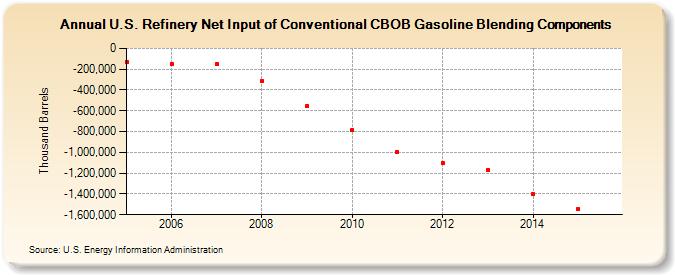 Annual U.S. Refinery Net Input of Conventional CBOB Gasoline Blending Components
Thousand Barrels
0
-200,000
-400,000
-600,000
-800,000
-1,000,000
-1,200,000
-1,400,000
-1,600,000
2006 2008 2010 2012 2014
Source: U.S. Energy Information Administration